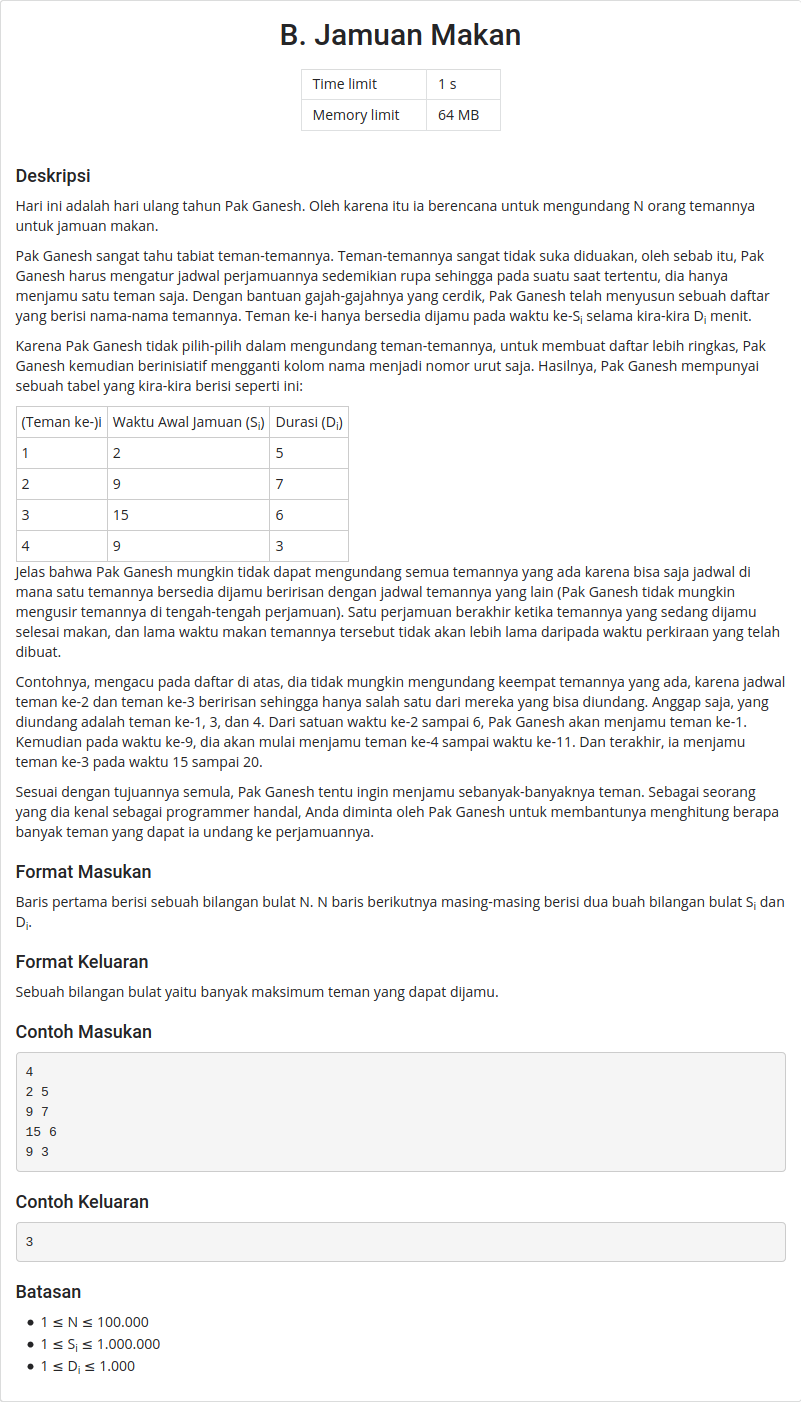 B. Jamuan Makan
Time limit 1 s
Memory limit 64 MB
Deskripsi
Hari ini adalah hari ulang tahun Pak Ganesh. Oleh karena itu ia berencana untuk mengundang N orang temannya
untuk jamuan makan.
Pak Ganesh sangat tahu tabiat teman-temannya. Teman-temannya sangat tidak suka diduakan, oleh sebab itu, Pak
Ganesh harus mengatur jadwal perjamuannya sedemikian rupa sehingga pada suatu saat tertentu, dia hanya
menjamu satu teman saja. Dengan bantuan gajah-gajahnya yang cerdik, Pak Ganesh telah menyusun sebuah daftar
yang berisi nama-nama temannya. Teman ke-i hanya bersedia dijamu pada waktu ke-Si selama kira-kira Di menit.
Karena Pak Ganesh tidak pilih-pilih dalam mengundang teman-temannya, untuk membuat daftar lebih ringkas, Pak
Ganesh kemudian berinisiatif mengganti kolom nama menjadi nomor urut saja. Hasilnya, Pak Ganesh mempunyai
sebuah tabel yang kira-kira berisi seperti ini:
(Teman ke-)i Waktu Awal Jamuan (Si) Durasi (Di)
1 2 5
2 9 7
3 15 6
4 9 3
Jelas bahwa Pak Ganesh mungkin tidak dapat mengundang semua temannya yang ada karena bisa saja jadwal di
mana satu temannya bersedia dijamu beririsan dengan jadwal temannya yang lain (Pak Ganesh tidak mungkin
mengusir temannya di tengah-tengah perjamuan). Satu perjamuan berakhir ketika temannya yang sedang dijamu
selesai makan, dan lama waktu makan temannya tersebut tidak akan lebih lama daripada waktu perkiraan yang telah
dibuat.
Contohnya, mengacu pada daftar di atas, dia tidak mungkin mengundang keempat temannya yang ada, karena jadwal
teman ke-2 dan teman ke-3 beririsan sehingga hanya salah satu dari mereka yang bisa diundang. Anggap saja, yang
diundang adalah teman ke-1, 3, dan 4. Dari satuan waktu ke-2 sampai 6, Pak Ganesh akan menjamu teman ke-1.
Kemudian pada waktu ke-9, dia akan mulai menjamu teman ke-4 sampai waktu ke-11. Dan terakhir, ia menjamu
teman ke-3 pada waktu 15 sampai 20.
Sesuai dengan tujuannya semula, Pak Ganesh tentu ingin menjamu sebanyak-banyaknya teman. Sebagai seorang
yang dia kenal sebagai programmer handal, Anda diminta oleh Pak Ganesh untuk membantunya menghitung berapa
banyak teman yang dapat ia undang ke perjamuannya.
Format Masukan
Baris pertama berisi sebuah bilangan bulat N. N baris berikutnya masing-masing berisi dua buah bilangan bulat Si dan
Di.
Format Keluaran
Sebuah bilangan bulat yaitu banyak maksimum teman yang dapat dijamu.
Contoh Masukan
4
2 5
9 7
15 6
9 3
Contoh Keluaran
3
Batasan
• 1 ≤ N ≤ 100.000
• 1 ≤ Si ≤ 1.000.000
• 1 ≤ Di ≤ 1.000